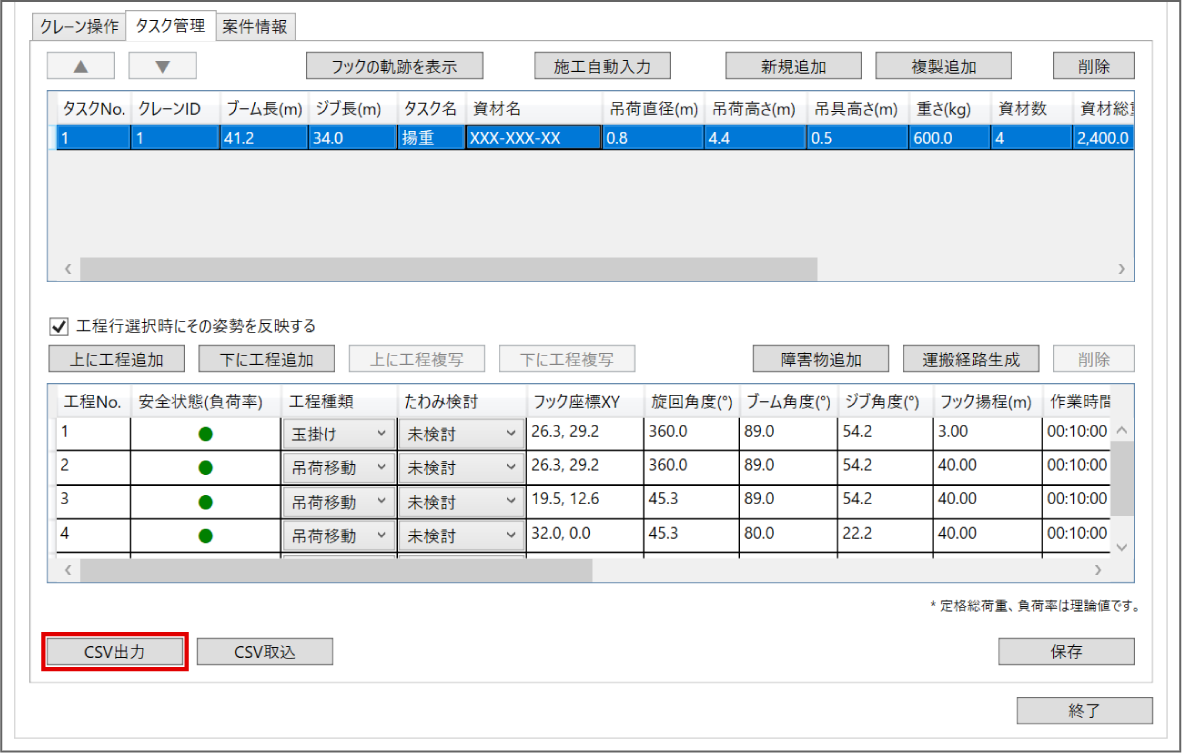 クレーン操作 タスク管理 案件情報
▲ ▼ フックの軌跡を表示 施工自動入力 新規追加 複製追加 削除
タスクNo. クレーンID ブーム長(m) ジブ長(m) タスク名 資材名 吊荷直径(m) 吊荷高さ(m) 吊具高さ(m) 重さ(kg) 資材数 資材総重
1 1 41.2 34.0 揚重 XXX-XXX-XX 0.8 4.4 0.5 600.0 4 2,400.0
工程行選択時にその姿勢を反映する
上に工程追加 下に工程追加 上に工程複写 下に工程複写 障害物追加 運搬経路生成 削除
工程No. 安全状態(負荷率) 工程種類 たわみ検討 フック座標XY 旋回角度(°) ブーム角度(°) ジブ角度(°) フック揚程(m) 作業時間
1 玉掛け 未検討 26.3, 29.2 360.0 89.0 54.2 3.00 00:10:00
2 吊荷移動 未検討 26.3, 29.2 360.0 89.0 54.2 40.00 00:10:00
3 吊荷移動 未検討 19.5, 12.6 45.3 89.0 54.2 40.00 00:10:00
4 吊荷移動 未検討 32.0, 0.0 45.3 80.0 22.2 40.00 00:10:00
* 定格総荷重、負荷率は理論値です。
CSV出力 CSV取込 保存
終了